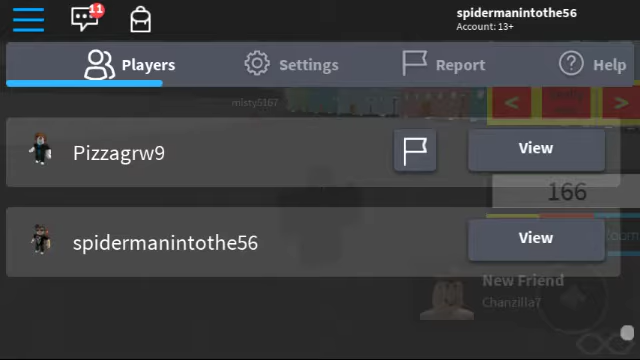 11
spidermanintothe56
Account: 13+
Players
Settings
Report
? Help
misty5167
< >
Pizzagrw9
View
166
spidermanintothe56
View
New Friend
Chanzilla7